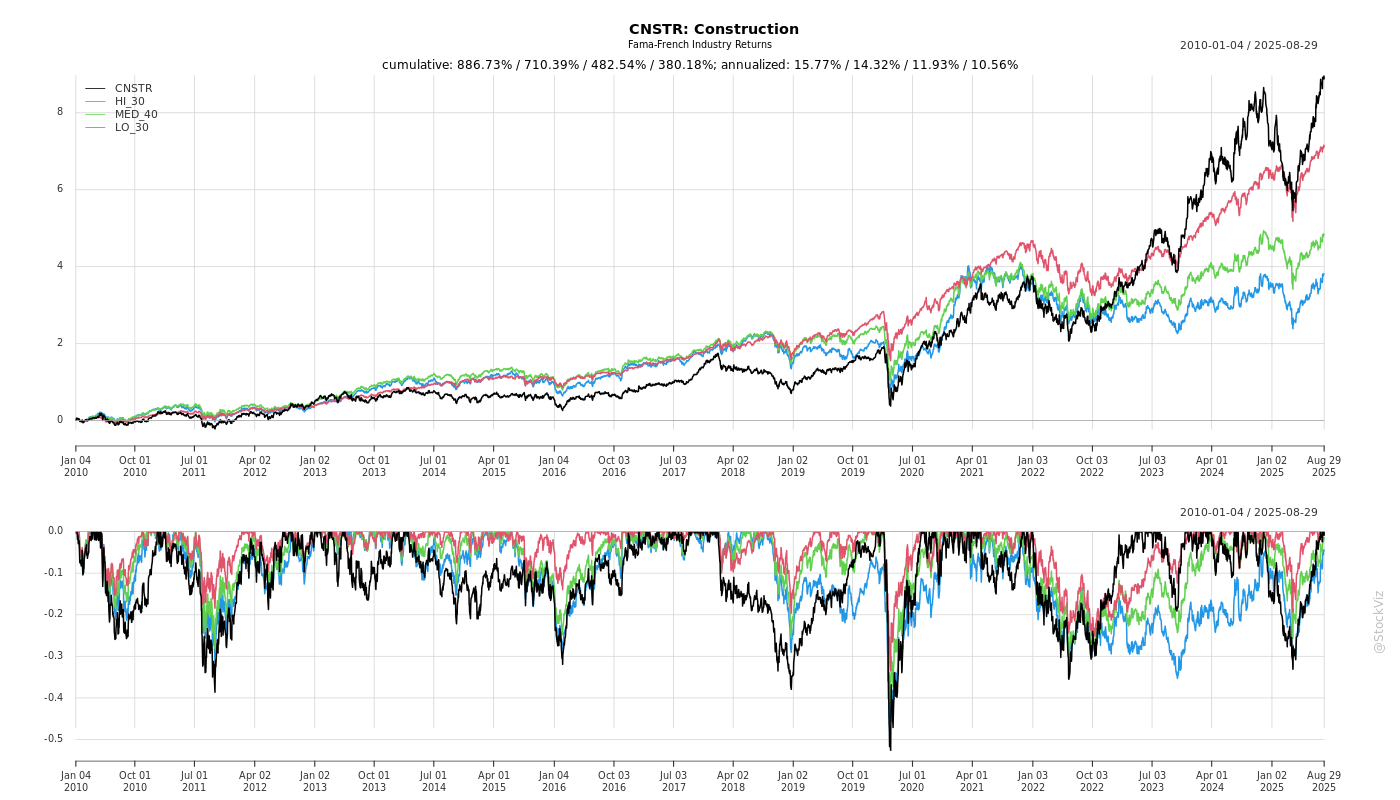 CNSTR: Construction
Fama-French Industry Returns
2010-01-04 / 2025-08-29
cumulative: 886.73% / 710.39% / 482.54% / 380.18%; annualized: 15.77% / 14.32% / 11.93% / 10.56%
CNSTR
HI_30
MED_40
LO_30
8
6
4
2
0
Jan 04 Oct 01 Jul 01 Apr 02 Jan 02 Oct 01 Jul 01 Apr 01 Jan 04 Oct 03 Jul 03 Apr 02 Jan 02 Oct 01 Jul 01 Apr 01 Jan 03 Oct 03 Jul 03 Apr 01 Jan 02 Aug 29
2010 2010 2011 2012 2013 2013 2014 2015 2016 2016 2017 2018 2019 2019 2020 2021 2022 2022 2023 2024 2025 2025
2010-01-04 / 2025-08-29
0.0
-0.1
-0.2
-0.3
-0.4
-0.5
Jan 04 Oct 01 Jul 01 Apr 02 Jan 02 Oct 01 Jul 01 Apr 01 Jan 04 Oct 03 Jul 03 Apr 02 Jan 02 Oct 01 Jul 01 Apr 01 Jan 03 Oct 03 Jul 03 Apr 01 Jan 02 Aug 29
2010 2010 2011 2012 2013 2013 2014 2015 2016 2016 2017 2018 2019 2019 2020 2021 2022 2022 2023 2024 2025 2025
@StockViz